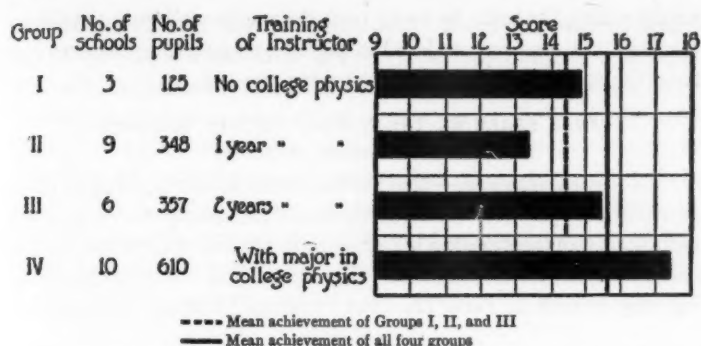 Group No. of schools No. of pupils Training of Instructor Score
9 10 11 12 13 14 15 16 17 18
I 3 125 No college physics
II 9 348 1 year " "
III 6 357 2 years " "
IV 10 610 With major in college physics
Mean achievement of Groups I, II, and III
Mean achievement of all four groups